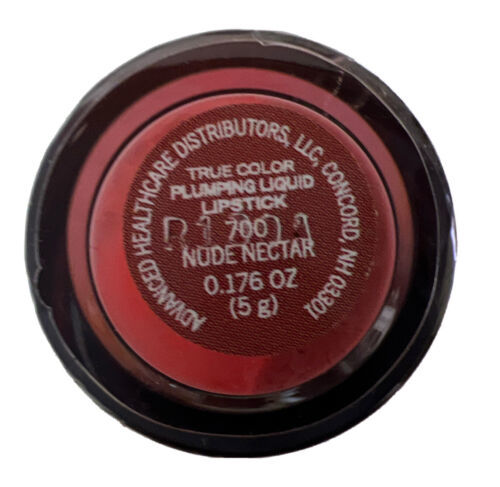 ADVANCED HEALTHCARE DISTRIBUTORS, LLC, CONCORD, NH 03301
TRUE COLOR
PLUMPING LIQUID
LIPSTICK
700
NUDE NECTAR
0.176 OZ
(5 g)